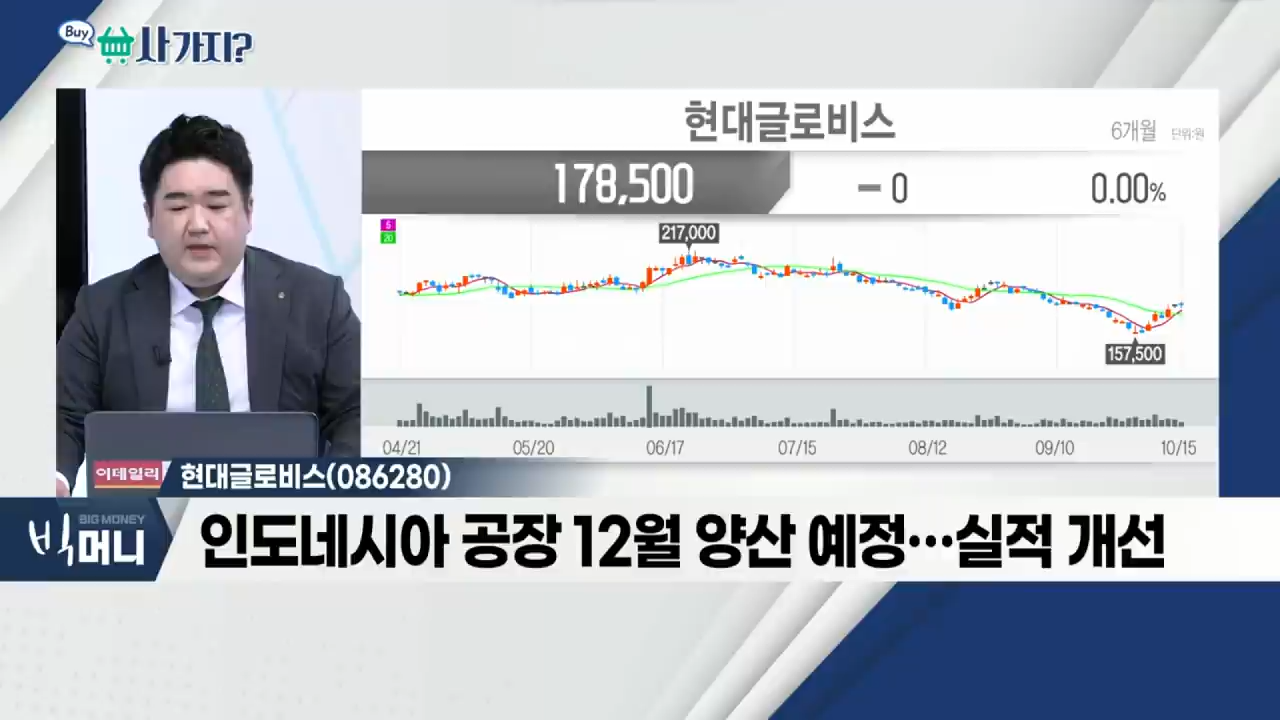 Buy
사가지?
현대글로비스
6개월 단위:원
178,500
0
0.00%
5
20
217,000
157,500
04/21 05/20 06/17 07/15 08/12 09/10 10/15
이데일리 현대글로비스(086280)
BIG MONEY
빅머니
인도네시아 공장 12월 양산 예정…실적 개선